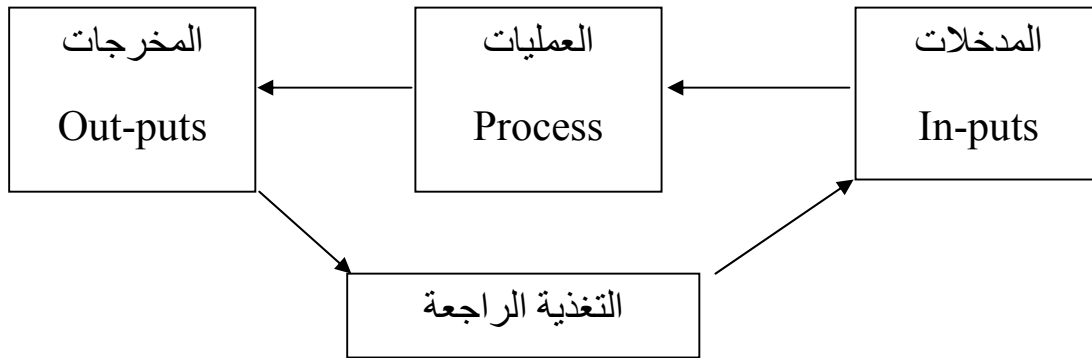 المدخلات
In-puts
العمليات
Process
المخرجات
Out-puts
التغذية الراجعة